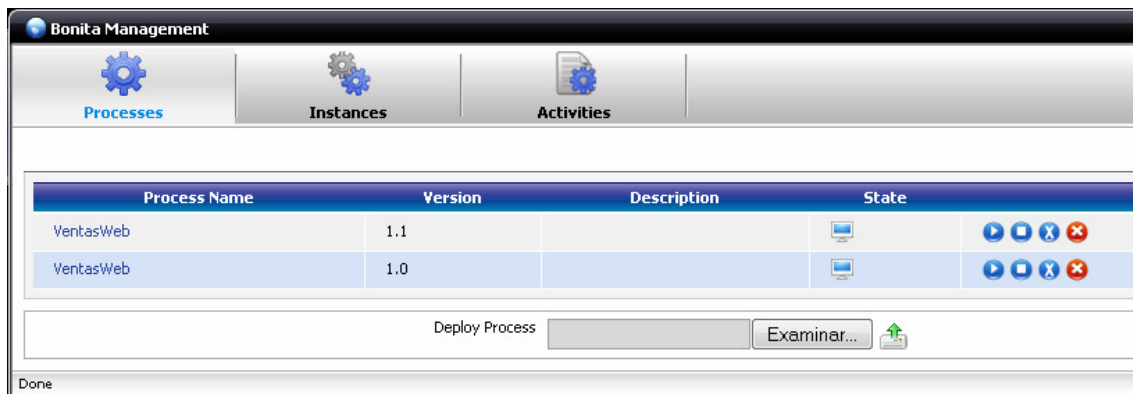 Bonita Management
Processes Instances Activities
Process Name Version Description State
VentasWeb 1.1
VentasWeb 1.0
Deploy Process Examinar...
Done